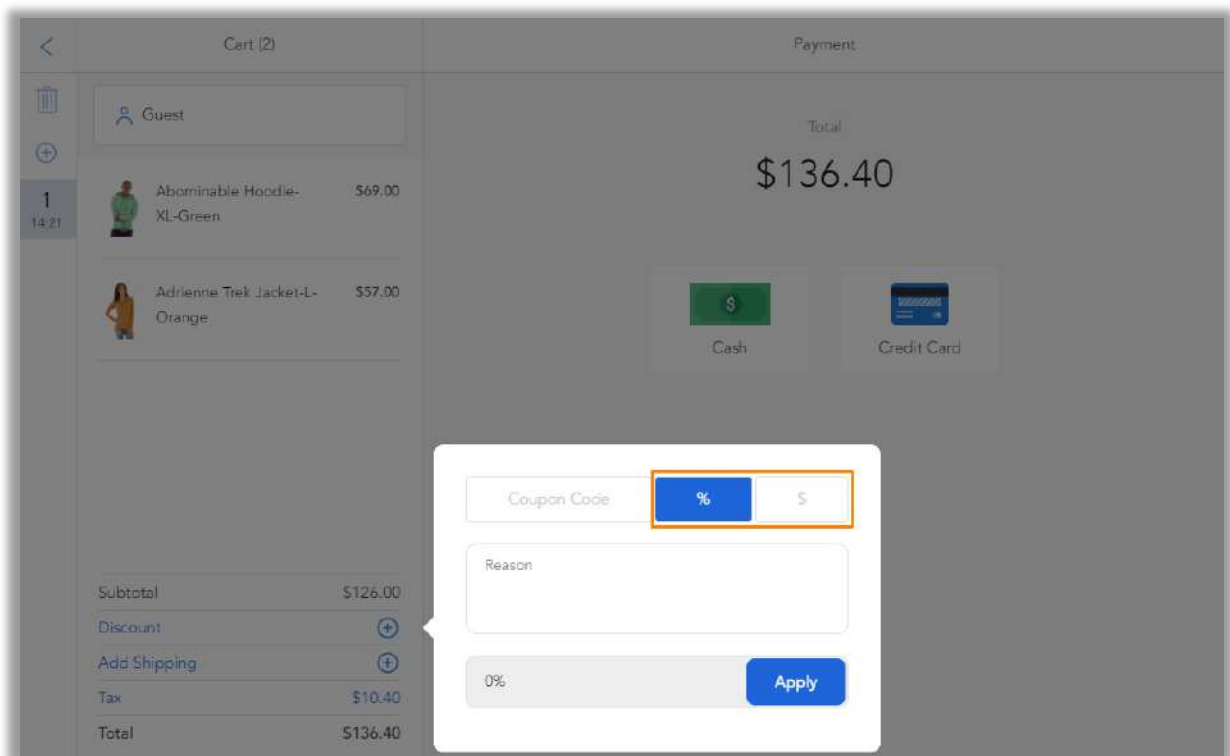 Cart (2)
Payment
Guest
1
14:21
Abominable Hoodie-
XL-Green
$69.00
Adrienne Trek Jacket-L-
Orange
$57.00
Total
$136.40
$
Cash
Credit Card
Coupon Code
%
$
Reason
0%
Apply
Subtotal
$126.00
Discount
Add Shipping
Tax
$10.40
Total
$136.40